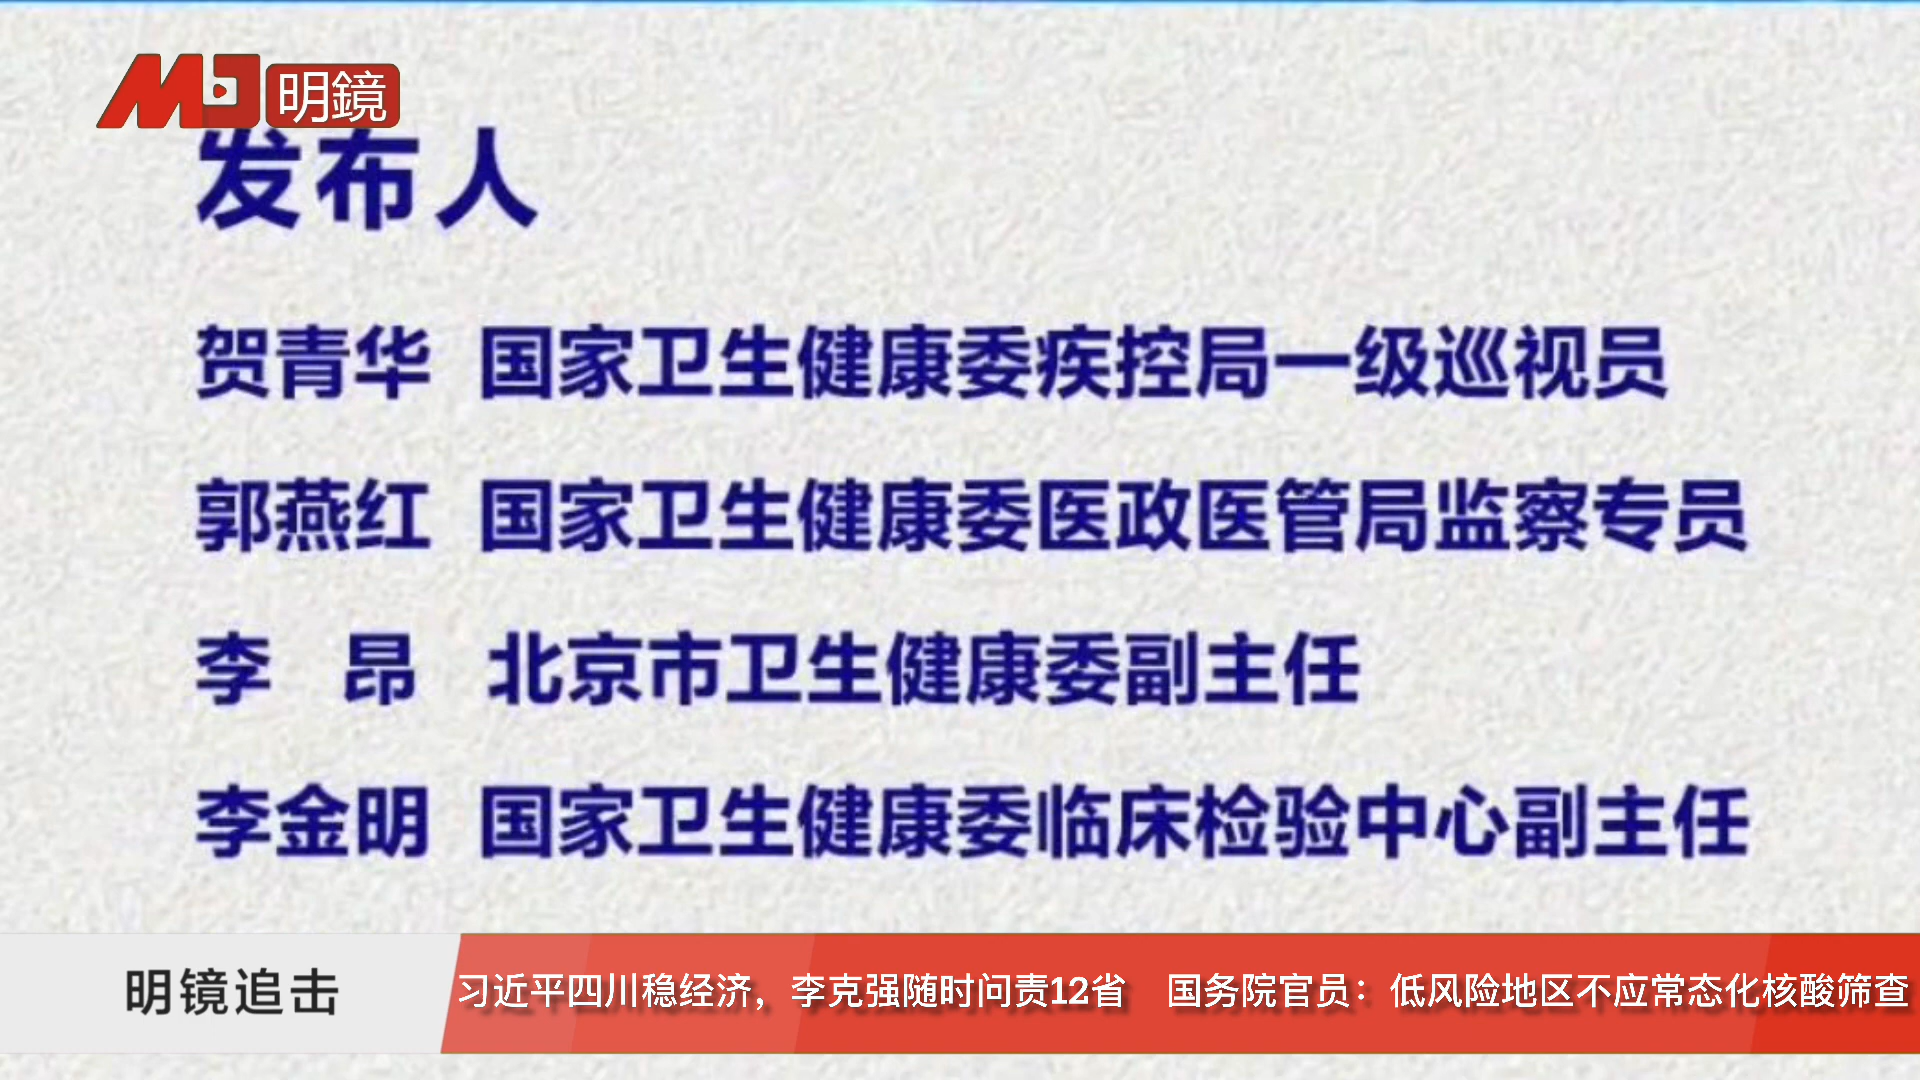 MJ 明鏡
发布人
贺青华 国家卫生健康委疾控局一级巡视员
郭燕红 国家卫生健康委医政医管局监察专员
李 昂 北京市卫生健康委副主任
李金明 国家卫生健康委临床检验中心副主任
明镜追击
习近平四川稳经济，李克强随时问责12省 国务院官员：低风险地区不应常态化核酸筛查